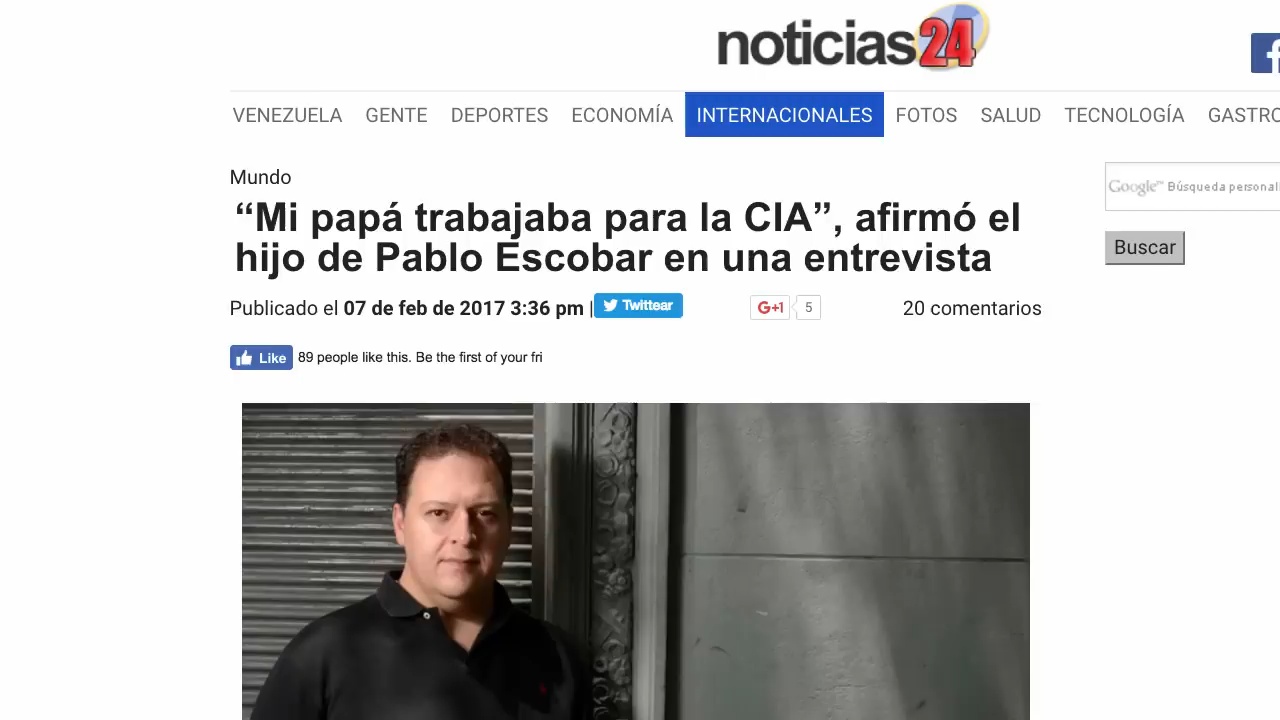 noticias24
VENEZUELA GENTE DEPORTES ECONOMÍA INTERNACIONALES FOTOS SALUD TECNOLOGÍA GASTRO
Mundo
“Mi papá trabajaba para la CIA”, afirmó el
hijo de Pablo Escobar en una entrevista
Google™ Búsqueda personali
Buscar
Publicado el 07 de feb de 2017 3:36 pm | Twittear G+1 5 20 comentarios
Like 89 people like this. Be the first of your fri